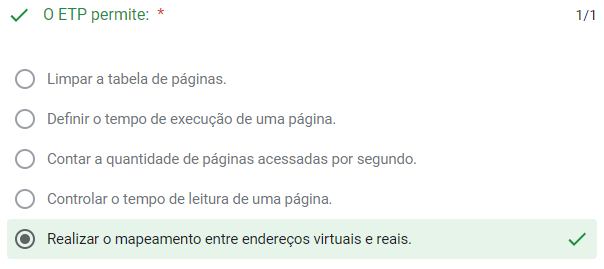 O ETP permite: *
1/1
Limpar a tabela de páginas.
Definir o tempo de execução de uma página.
Contar a quantidade de páginas acessadas por segundo.
Controlar o tempo de leitura de uma página.
Realizar o mapeamento entre endereços virtuais e reais.